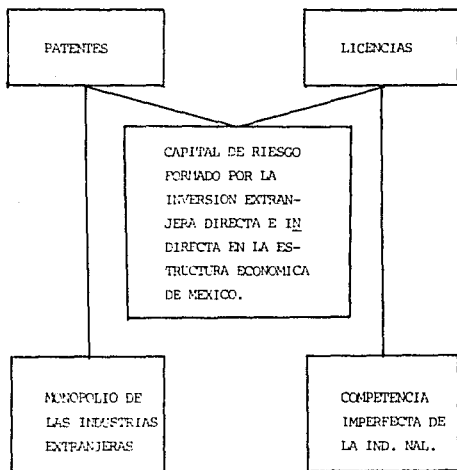 PATENTES
LICENCIAS
CAPITAL DE RIESGO
FORMADO POR LA
INVERSION EXTRAN-
JERA DIRECTA E IN
DIRECTA EN LA ES-
TRUCTURA ECONOMICA
DE MEXICO.
MONOPOLIO DE
LAS INDUSTRIAS
EXTRANJERAS
COMPETENCIA
IMPERFECTA DE
LA IND. NAL.